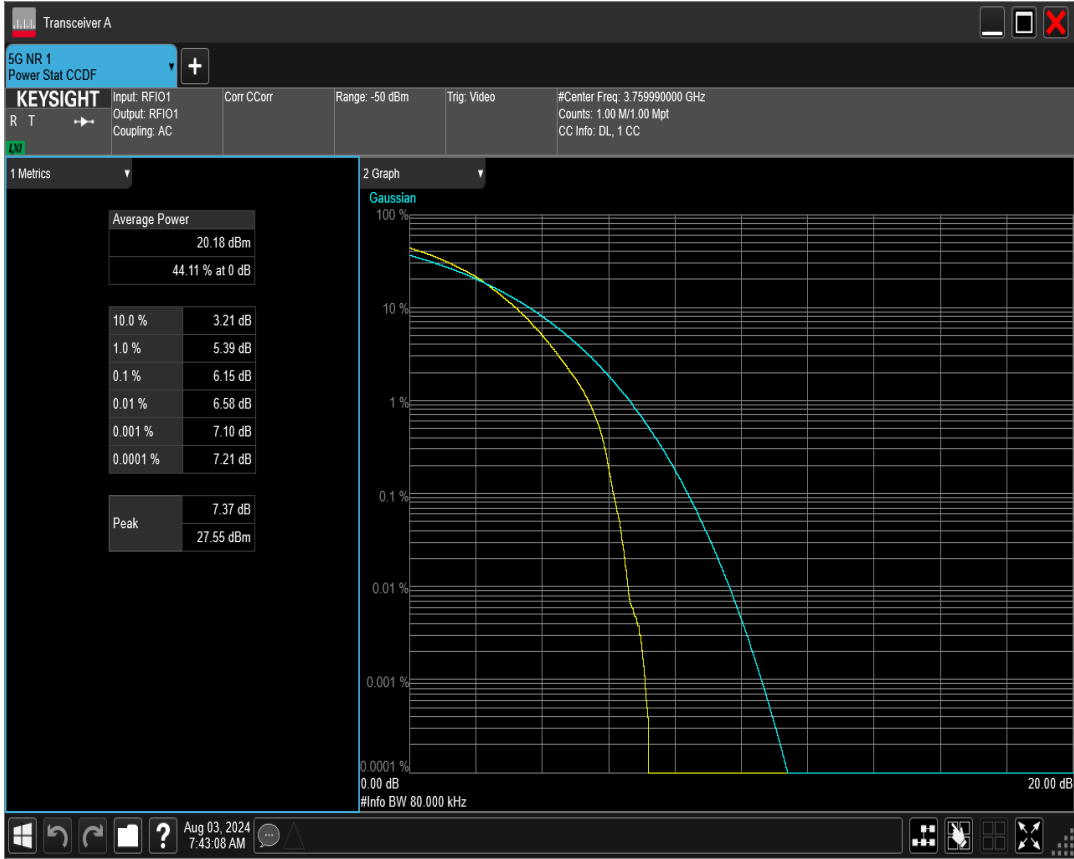 Transceiver A
5G NR 1
Power Stat CCDF
KEYSIGHT
R T
LXI
Input: RFIO1
Output: RFIO1
Coupling: AC
Corr CCorr
Range: -50 dBm
Trig: Video
#Center Freq: 3.759990000 GHz
Counts: 1.00 M/1.00 Mpt
CC Info: DL, 1 CC
1 Metrics
Average Power
20.18 dBm
44.11 % at 0 dB
10.0 % 3.21 dB
1.0 % 5.39 dB
0.1 % 6.15 dB
0.01 % 6.58 dB
0.001 % 7.10 dB
0.0001 % 7.21 dB
Peak 7.37 dB
27.55 dBm
2 Graph
Gaussian
100 %
10 %
1 %
0.1 %
0.01 %
0.001 %
0.0001 %
0.00 dB 20.00 dB
#Info BW 80.000 kHz
?
Aug 03, 2024
7:43:08 AM